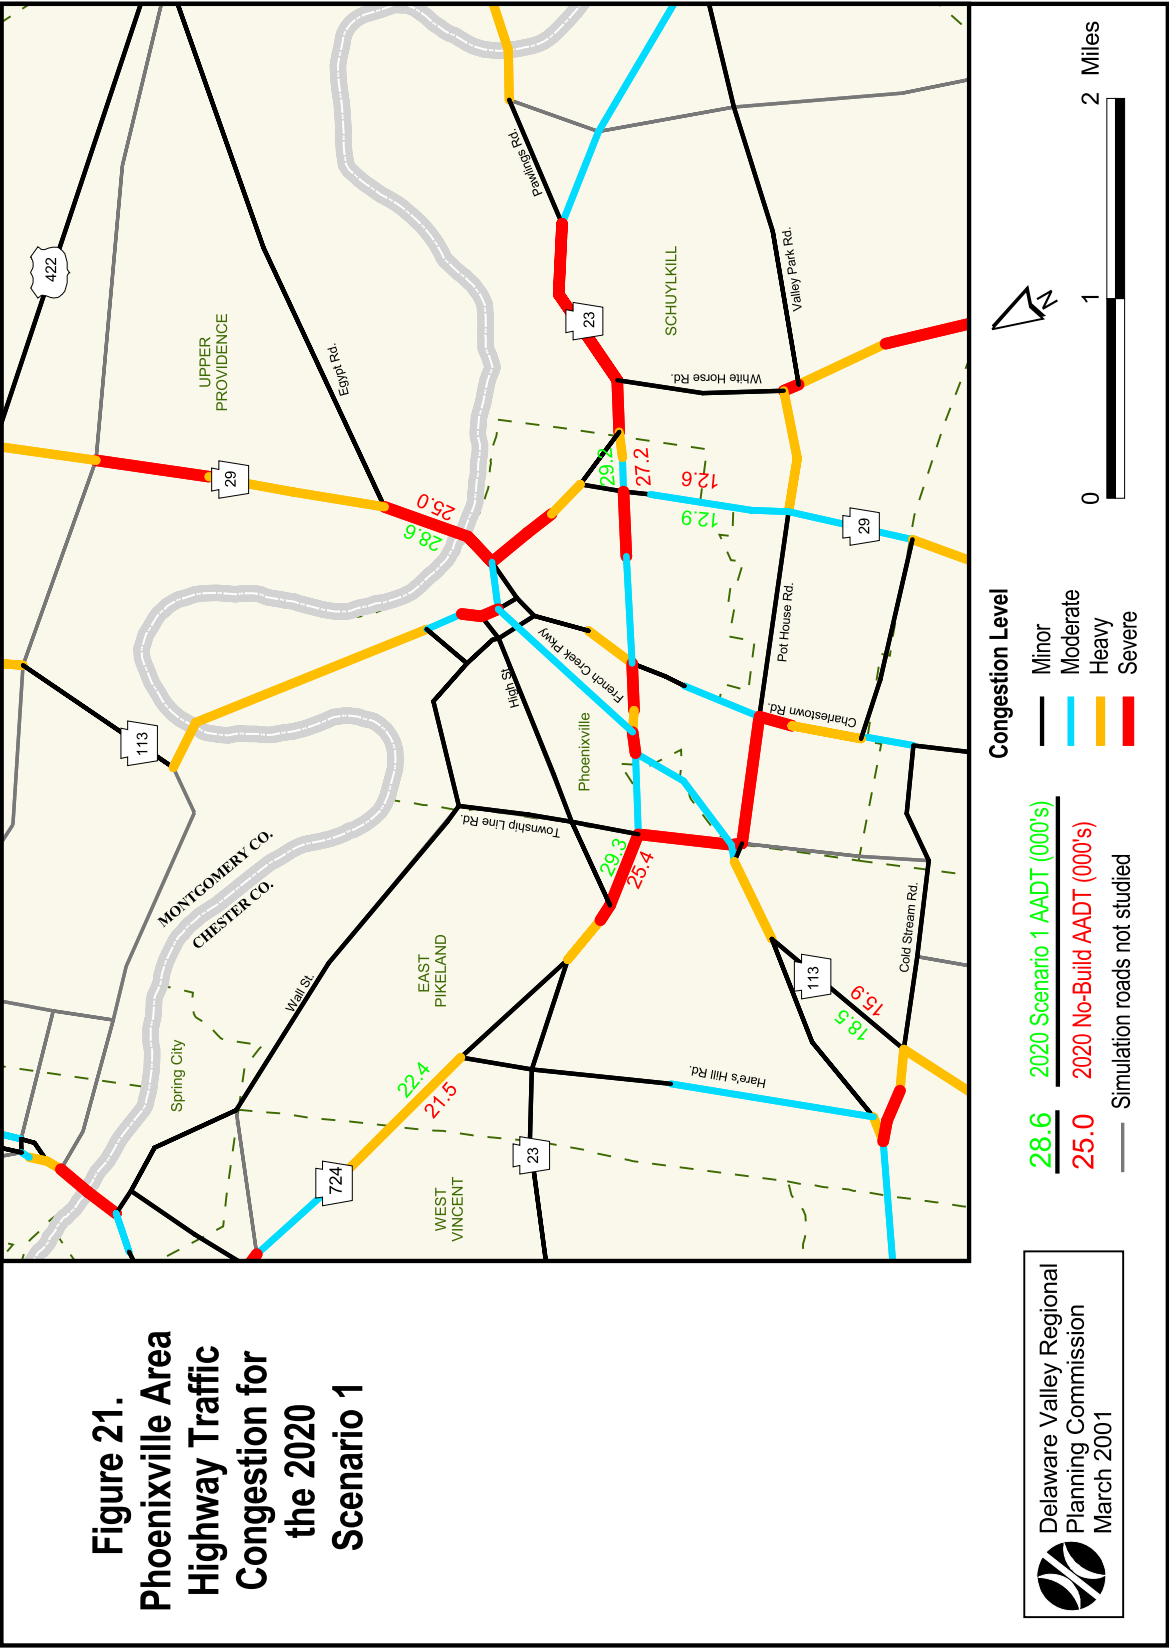 Figure 21.
Phoenixville Area
Highway Traffic
Congestion for
the 2020
Scenario 1
422
UPPER
PROVIDENCE
Egypt Rd.
Pawlings Rd.
SCHUYLKILL
23
Valley Park Rd.
White Horse Rd.
29
25.0
28.6
29.2
27.2
12.6
12.9
29
Pot House Rd.
French Creek Pkwy
High St.
Charlestown Rd.
Phoenixville
113
Township Line Rd.
MONTGOMERY CO.
CHESTER CO.
29.3
25.4
EAST
PIKELAND
Wall St.
Cold Stream Rd.
113
15.9
18.5
Spring City
22.4
21.5
Hare's Hill Rd.
23
724
WEST
VINCENT
N
0 1 2 Miles
Congestion Level
Minor
Moderate
Heavy
Severe
28.6 2020 Scenario 1 AADT (000's)
25.0 2020 No-Build AADT (000's)
Simulation roads not studied
Delaware Valley Regional
Planning Commission
March 2001